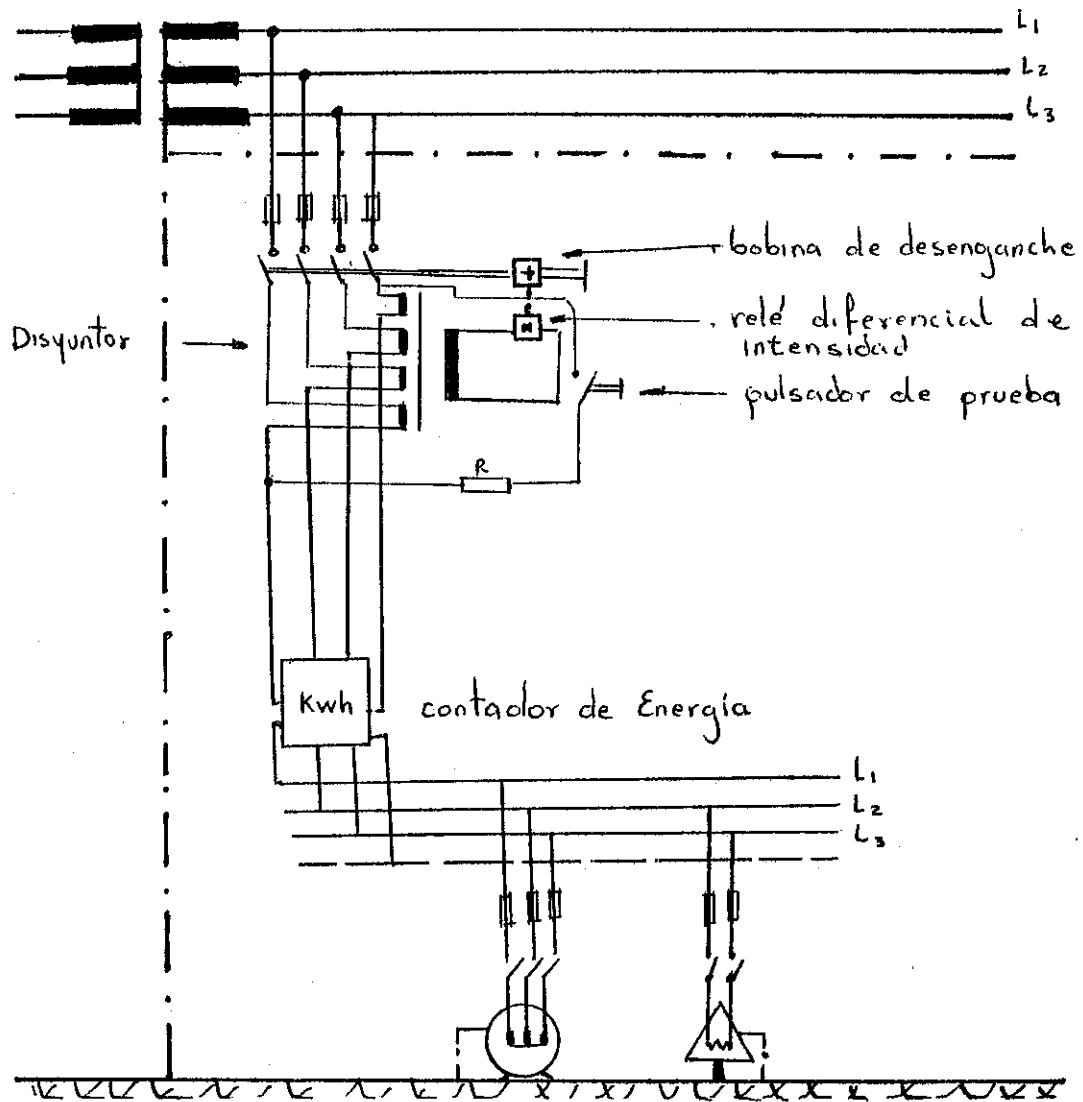 L1
L2
L3
bobina de desenganche
Disyuntor
relé diferencial de
intensidad
pulsador de prueba
R
Kwh
contador de Energía
L1
L2
L3